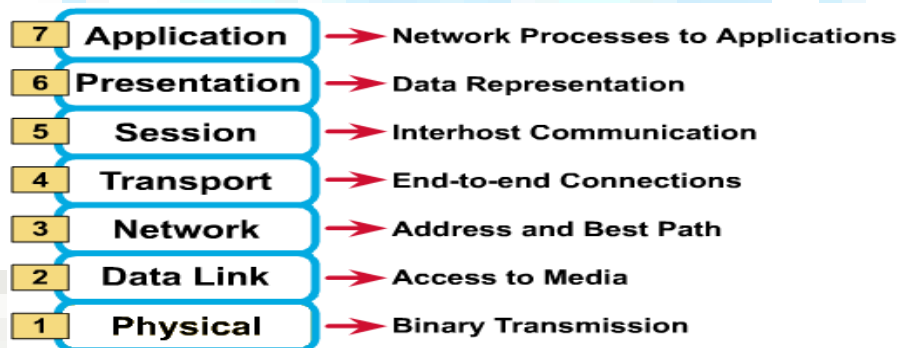 7 Application Network Processes to Applications
6 Presentation Data Representation
5 Session Interhost Communication
4 Transport End-to-end Connections
3 Network Address and Best Path
2 Data Link Access to Media
1 Physical Binary Transmission